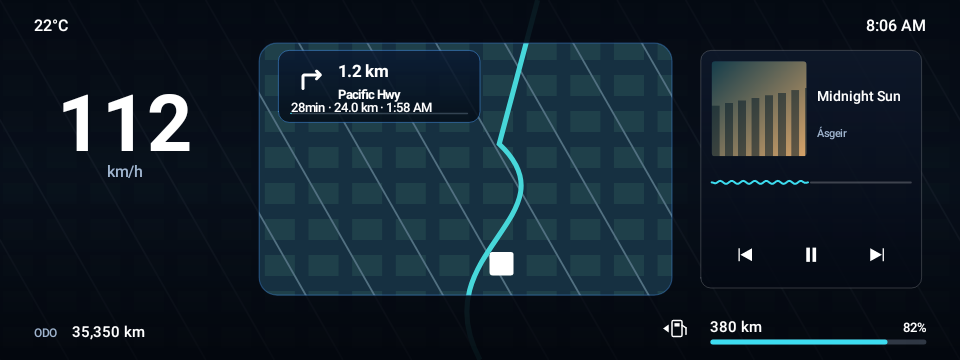 22°C
8:06 AM
112
km/h
1.2 km
Pacific Hwy
28min · 24.0 km · 1:58 AM
Midnight Sun
Ásgeir
ODO 35,350 km
380 km
82%